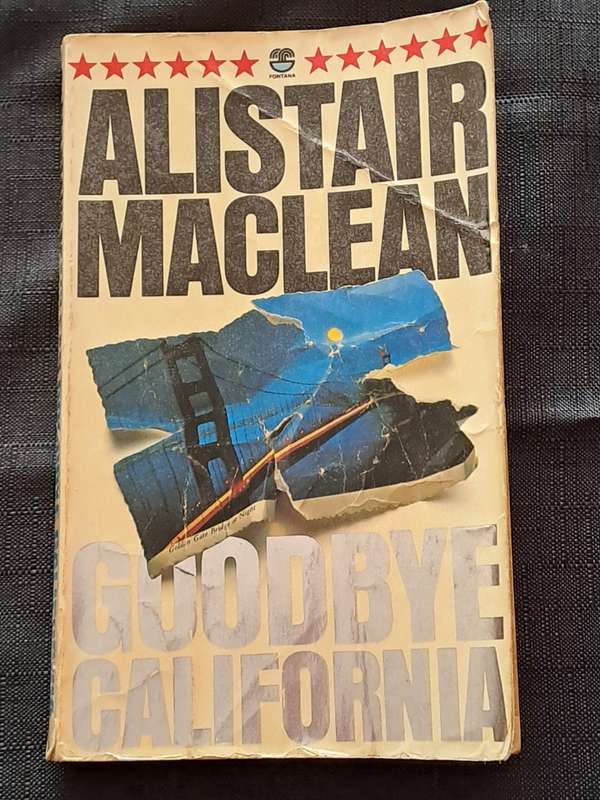 FONTANA
ALISTAIR
MACLEAN
Golden Gate Bridge at Night
GOODBYE
CALIFORNIA